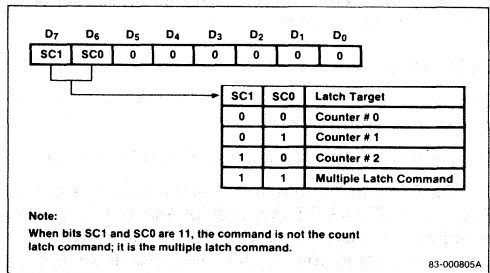 D7 D6 D5 D4 D3 D2 D1 D0
SC1 SC0 0 0 0 0 0 0
SC1 SC0 Latch Target
0 0 Counter # 0
0 1 Counter # 1
1 0 Counter # 2
1 1 Multiple Latch Command
Note:
When bits SC1 and SC0 are 11, the command is not the count
latch command; it is the multiple latch command.
83-000805A